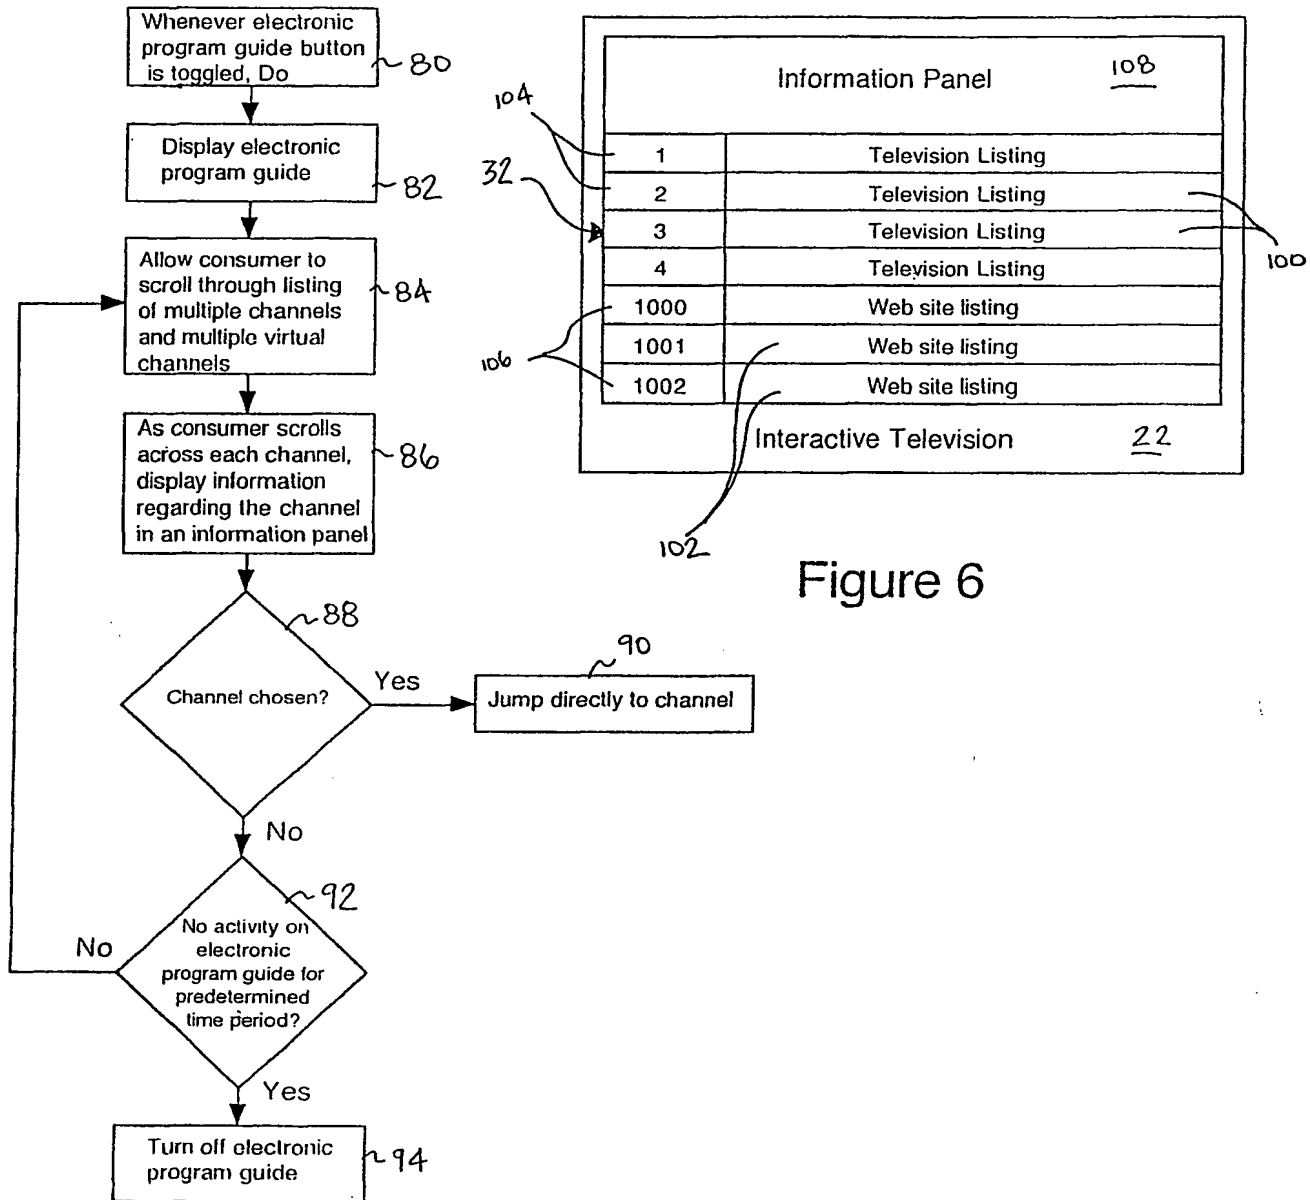 Whenever electronic
program guide button
is toggled, Do
80
Display electronic
program guide
82
Allow consumer to
scroll through listing
of multiple channels
and multiple virtual
channels
84
As consumer scrolls
across each channel,
display information
regarding the channel
in an information panel
86
88
Channel chosen?
Yes
90
Jump directly to channel
No
92
No activity on
electronic
program guide for
predetermined
time period?
No
Yes
Turn off electronic
program guide
94
Information Panel
108
104
32
1 Television Listing
2 Television Listing
3 Television Listing
4 Television Listing
1000 Web site listing
1001 Web site listing
1002 Web site listing
100
106
Interactive Television
22
102
Figure 6